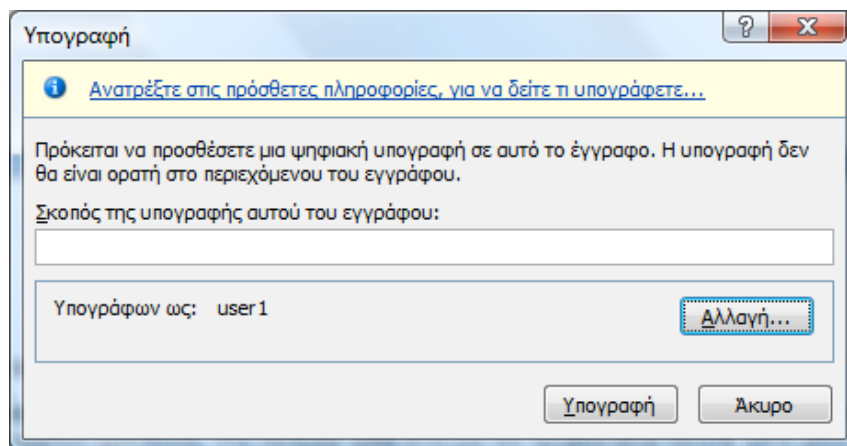 Υπογραφή
Ανατρέξτε στις πρόσθετες πληροφορίες, για να δείτε τι υπογράφετε...
Πρόκειται να προσθέσετε μια ψηφιακή υπογραφή σε αυτό το έγγραφο. Η υπογραφή δεν
θα είναι ορατή στο περιεχόμενου του εγγράφου.
Σκοπός της υπογραφής αυτού του εγγράφου:
Υπογράφων ως: user1
Αλλαγή...
Υπογραφή Άκυρο